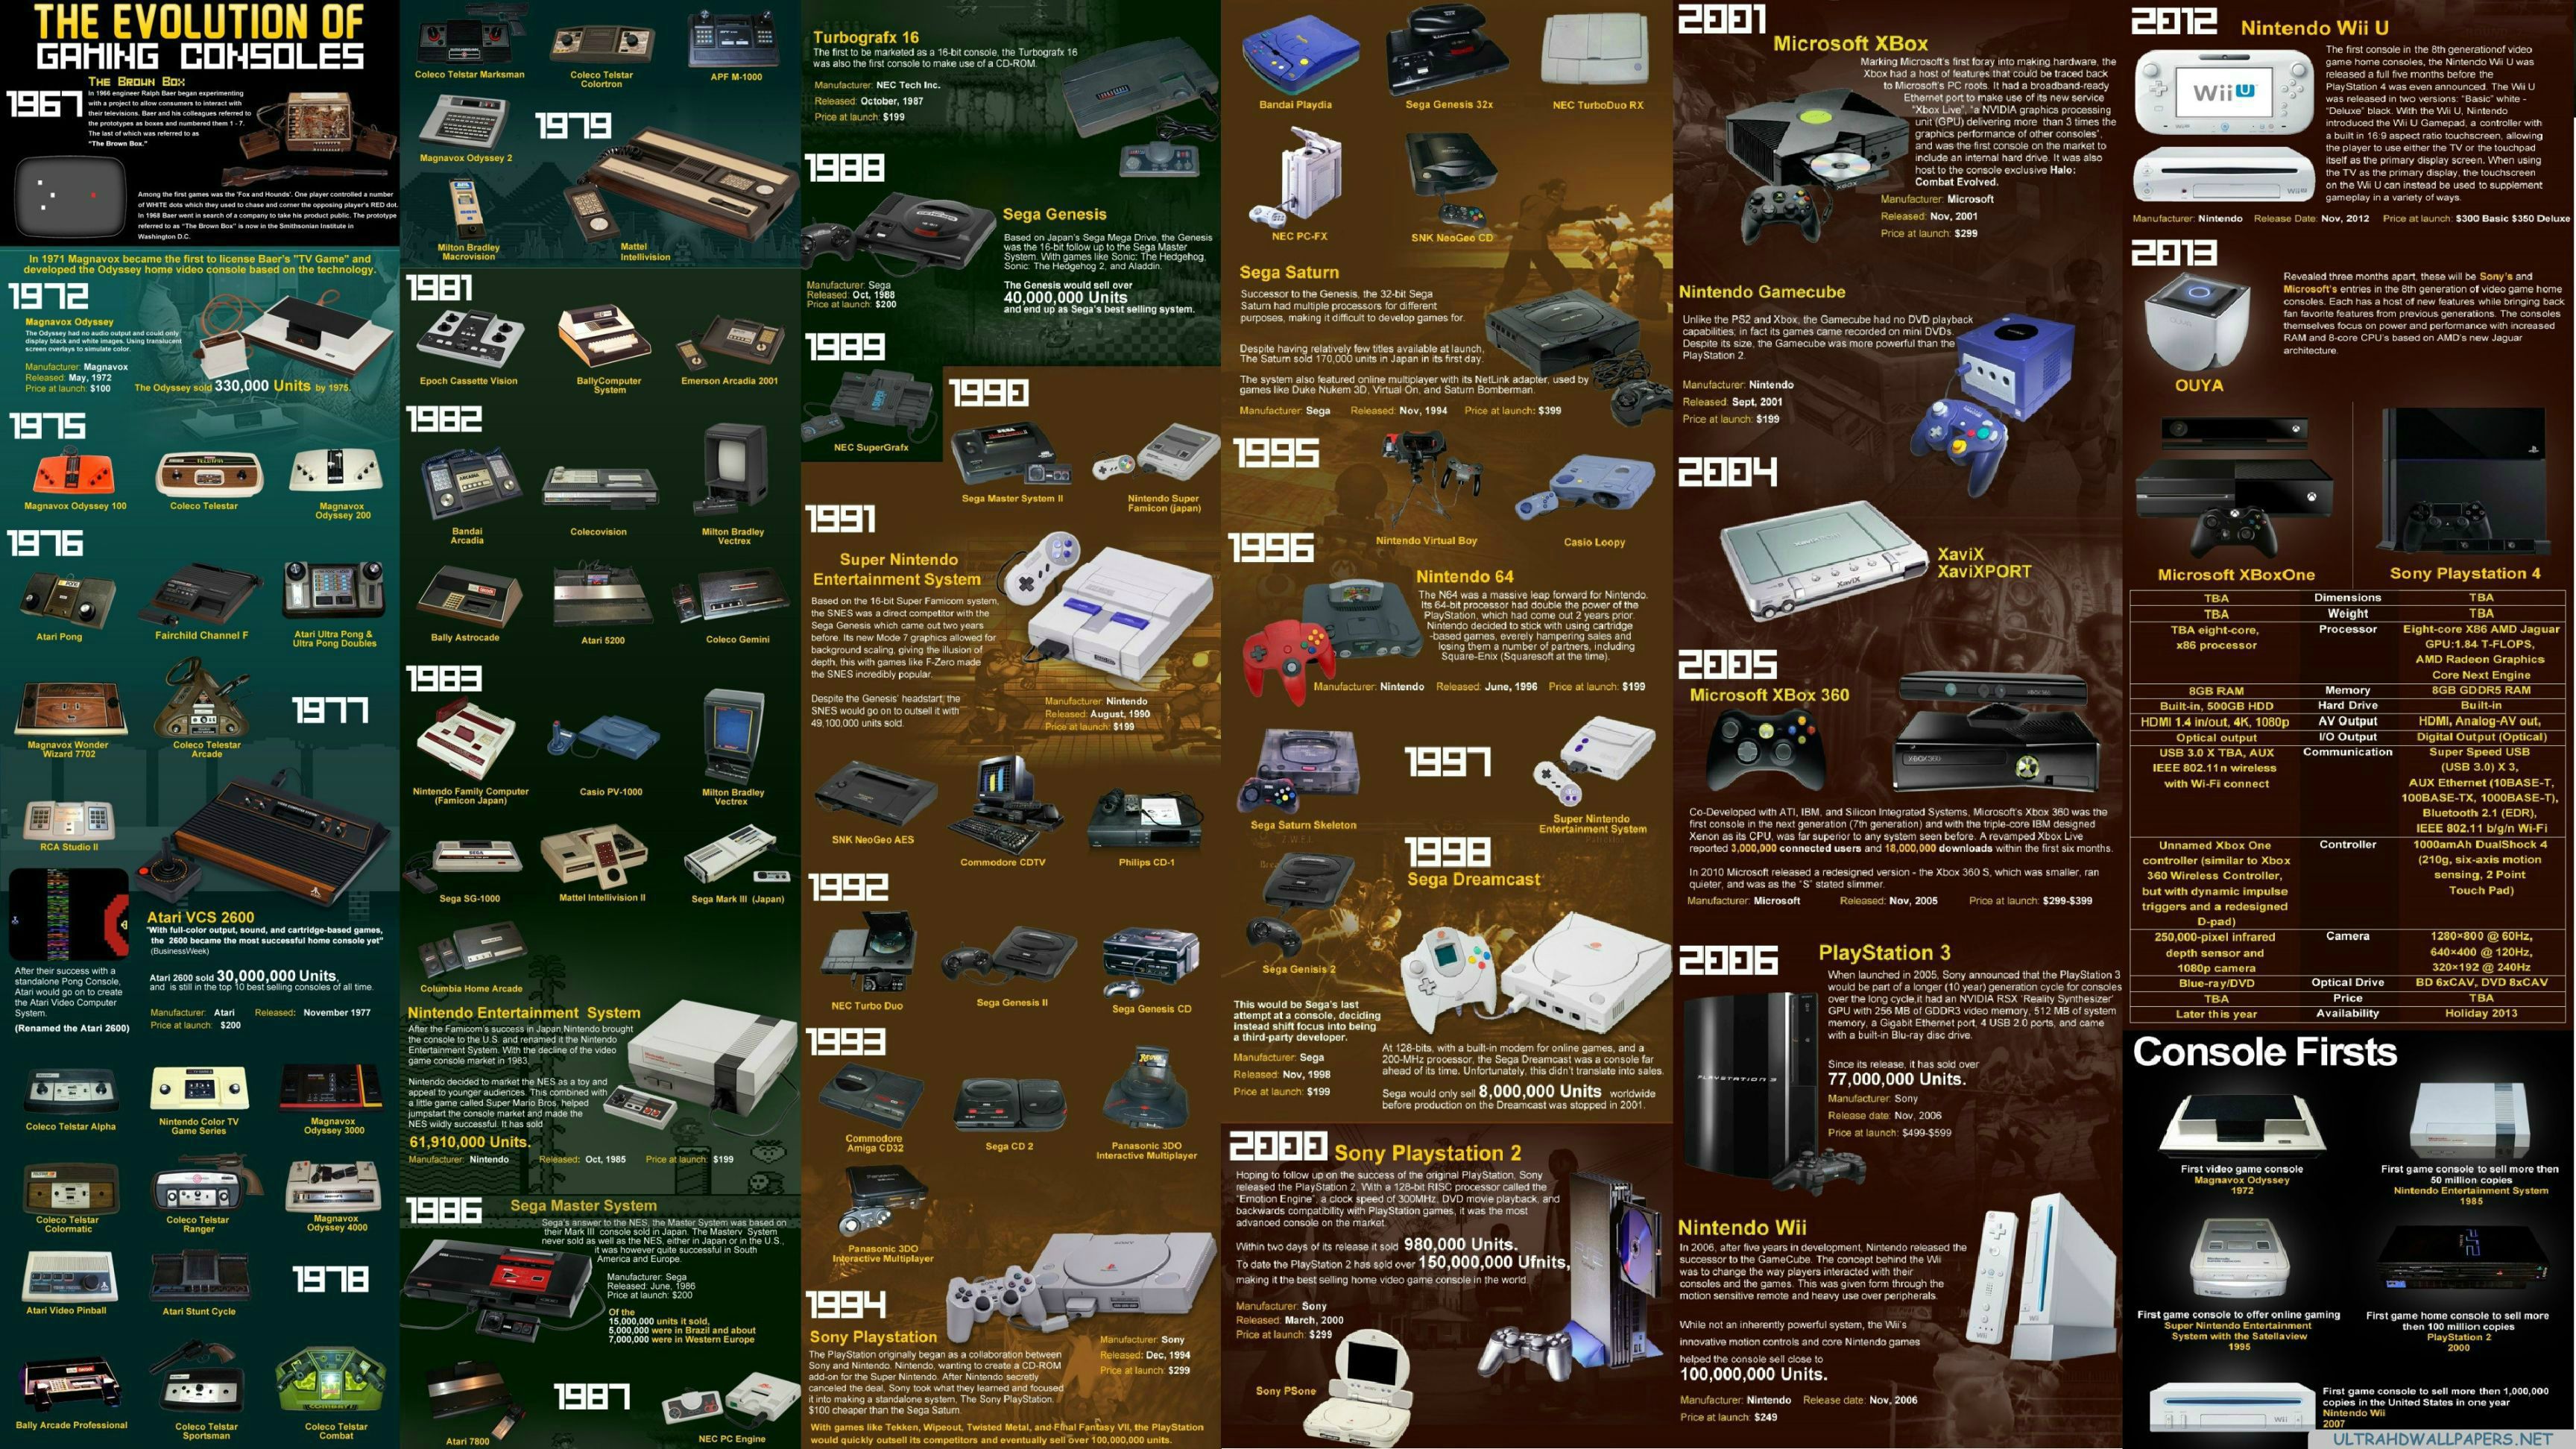 THE EVOLUTION OF
GAMING CONSOLES
THE BROWN BOX
1967
In 1966 engineer Ralph Baer began experimenting
with a project to allow consumers to interact with
their televisions. Baer and his colleagues referred to
the prototypes as boxes and numbered them 1 - 7.
The last of which was referred to as
"The Brown Box."
Among the first games was the 'Fox and Hounds'. One player controlled a number
of WHITE dots which they used to chase and corner the opposing player's RED dot.
In 1968 Baer went in search of a company to take his product public. The prototype
referred to as "The Brown Box" is now in the Smithsonian Institute in
Washington D.C.
In 1971 Magnavox became the first to license Baer's "TV Game" and
developed the Odyssey home video console based on the technology.
1972
Magnavox Odyssey
The Odyssey had no audio output and could only
display black and white images. Using translucent
screen overlays to simulate color.
Manufacturer: Magnavox
Released: May, 1972
Price at launch: $100
The Odyssey sold 330,000 Units by 1975.
1975
Magnavox Odyssey 100
Coleco Telestar
Magnavox
Odyssey 200
1976
Atari Pong
Fairchild Channel F
Atari Ultra Pong &
Ultra Pong Doubles
Magnavox Wonder
Wizard 7702
Coleco Telestar
Arcade
1977
RCA Studio II
Atari VCS 2600
"With full-color output, sound, and cartridge-based games,
the 2600 became the most successful home console yet"
(BusinessWeek)
After their success with a
standalone Pong Console,
Atari would go on to create
the Atari Video Computer
System.
(Renamed the Atari 2600)
Atari 2600 sold 30,000,000 Units,
and is still in the top 10 best selling consoles of all time.
Manufacturer: Atari Released: November 1977
Price at launch: $200
Coleco Telstar Alpha
Nintendo Color TV
Game Series
Magnavox
Odyssey 3000
Coleco Telstar
Colormatic
Coleco Telstar
Ranger
Magnavox
Odyssey 4000
Atari Video Pinball
Atari Stunt Cycle
1978
Bally Arcade Professional
Coleco Telstar
Sportsman
Coleco Telstar
Combat
Coleco Telstar Marksman
Coleco Telstar
Colortron
APF M-1000
Magnavox Odyssey 2
1979
Milton Bradley
Macrovision
Mattel
Intellivision
1981
Epoch Cassette Vision
BallyComputer
System
Emerson Arcadia 2001
1982
Bandai
Arcadia
Colecovision
Milton Bradley
Vectrex
Bally Astrocade
Atari 5200
Coleco Gemini
1983
Nintendo Family Computer
(Famicon Japan)
Casio PV-1000
Milton Bradley
Vectrex
Sega SG-1000
Mattel Intellivision II
Sega Mark III (Japan)
Columbia Home Arcade
Nintendo Entertainment System
After the Famicom's success in Japan,Nintendo brought
the console to the U.S. and renamed it the Nintendo
Entertainment System. With the decline of the video
game console market in 1983,
Nintendo decided to market the NES as a toy and
appeal to younger audiences. This combined with
a little game called Super Mario Bros, helped
jumpstart the console market and made the
NES wildly successful. It has sold
61,910,000 Units.
Manufacturer: Nintendo Released: Oct, 1985 Price at launch: $199
1986
Sega Master System
Sega's answer to the NES, the Master System was based on
their Mark III console sold in Japan. The Masterv System
never sold as well as the NES, either in Japan or in the U.S.,
it was however quite successful in South
America and Europe.
Manufacturer: Sega
Released: June, 1986
Price at launch: $200
Of the
15,000,000 units it sold,
5,000,000 were in Brazil and about
7,000,000 were in Western Europe
Atari 7800
1987
NEC PC Engine
Turbografx 16
The first to be marketed as a 16-bit console, the Turbografx 16
was also the first console to make use of a CD-ROM.
Manufacturer: NEC Tech Inc.
Released: October, 1987
Price at launch: $199
1988
Sega Genesis
Based on Japan's Sega Mega Drive, the Genesis
was the 16-bit follow up to the Sega Master
System. With games like Sonic: The Hedgehog,
Sonic: The Hedgehog 2, and Aladdin.
Manufacturer: Sega
Released: Oct, 1988
Price at launch: $200
The Genesis would sell over
40,000,000 Units
and end up as Sega's best selling system.
1989
NEC SuperGrafx
1990
Sega Master System II
Nintendo Super
Famicon (japan)
1991
Super Nintendo
Entertainment System
Based on the 16-bit Super Famicom system,
the SNES was a direct competitor with the
Sega Genesis which came out two years
before. Its new Mode 7 graphics allowed for
background scaling, giving the illusion of
depth, this with games like F-Zero made
the SNES incredibly popular.
Despite the Genesis' headstart, the
SNES would go on to outsell it with
49,100,000 units sold.
Manufacturer: Nintendo
Released: August, 1990
Price at launch: $199
SNK NeoGeo AES
Commodore CDTV
Philips CD-1
1992
NEC Turbo Duo
Sega Genesis II
Sega Genesis CD
1993
Commodore
Amiga CD32
Sega CD 2
Panasonic 3DO
Interactive Multiplayer
Panasonic 3DO
Interactive Multiplayer
1994
Sony Playstation
The PlayStation originally began as a collaboration between
Sony and Nintendo. Nintendo, wanting to create a CD-ROM
add-on for the Super Nintendo. After Nintendo secretly
canceled the deal, Sony took what they learned and focused
it into making a standalone system, The Sony PlayStation.
$100 cheaper than the Sega Saturn.
Manufacturer: Sony
Released: Dec, 1994
Price at launch: $299
With games like Tekken, Wipeout, Twisted Metal, and Final Fantasy VII, the PlayStation
would quickly outsell its competitors and eventually sell over 100,000,000 units.
Bandai Playdia
Sega Genesis 32x
NEC TurboDuo RX
NEC PC-FX
SNK NeoGeo CD
Sega Saturn
Successor to the Genesis, the 32-bit Sega
Saturn had multiple processors for different
purposes, making it difficult to develop games for.
Despite having relatively few titles available at launch,
The Saturn sold 170,000 units in Japan in its first day.
The system also featured online multiplayer with its NetLink adapter, used by
games like Duke Nukem 3D, Virtual On, and Saturn Bomberman.
Manufacturer: Sega Released: Nov, 1994 Price at launch: $399
1995
Nintendo Virtual Boy
Casio Loopy
1996
Nintendo 64
The N64 was a massive leap forward for Nintendo.
Its 64-bit processor had double the power of the
PlayStation, which had come out 2 years prior.
Nintendo decided to stick with using cartridge
-based games, everely hampering sales and
losing them a number of partners, including
Square-Enix (Squaresoft at the time).
Manufacturer: Nintendo Released: June, 1996 Price at launch: $199
Sega Saturn Skeleton
1997
Super Nintendo
Entertainment System
1998
Sega Dreamcast
Sega Genisis 2
This would be Sega's last
attempt at a console, deciding
instead shift focus into being
a third-party developer.
Manufacturer: Sega
Released: Nov, 1998
Price at launch: $199
At 128-bits, with a built-in modem for online games, and a
200-MHz processor, the Sega Dreamcast was a console far
ahead of its time. Unfortunately, this didn't translate into sales.
Sega would only sell 8,000,000 Units worldwide
before production on the Dreamcast was stopped in 2001.
2000
Sony Playstation 2
Hoping to follow up on the success of the original PlayStation, Sony
released the PlayStation 2. With a 128-bit RISC processor called the
"Emotion Engine", a clock speed of 300MHz, DVD movie playback, and
backwards compatibility with PlayStation games, it was the most
advanced console on the market.
Within two days of its release it sold 980,000 Units.
To date the PlayStation 2 has sold over 150,000,000 Ufnits,
making it the best selling home video game console in the world.
Manufacturer: Sony
Released: March, 2000
Price at launch: $299
Sony PSone
2001
Microsoft XBox
Marking Microsoft's first foray into making hardware, the
Xbox had a host of features that could be traced back
to Microsoft's PC roots. It had a broadband-ready
Ethernet port to make use of its new service
"Xbox Live", "a NVIDIA graphics processing
unit (GPU) delivering more than 3 times the
graphics performance of other consoles",
and was the first console on the market to
include an internal hard drive. It was also
host to the console exclusive Halo:
Combat Evolved.
Manufacturer: Microsoft
Released: Nov, 2001
Price at launch: $299
Nintendo Gamecube
Unlike the PS2 and Xbox, the Gamecube had no DVD playback
capabilities; in fact its games came recorded on mini DVDs.
Despite its size, the Gamecube was more powerful than the
PlayStation 2.
Manufacturer: Nintendo
Released: Sept, 2001
Price at launch: $199
2004
XaviX
XaviXPORT
2005
Microsoft XBox 360
Co-Developed with ATI, IBM, and Silicon Integrated Systems, Microsoft's Xbox 360 was the
first console in the next generation (7th generation) and with the triple-core IBM designed
Xenon as its CPU, was far superior to any system seen before. A revamped Xbox Live
reported 3,000,000 connected users and 18,000,000 downloads within the first six months.
In 2010 Microsoft released a redesigned version - the Xbox 360 S, which was smaller, ran
quieter, and was as the "S" stated slimmer.
Manufacturer: Microsoft Released: Nov, 2005 Price at launch: $299-$399
2006
PlayStation 3
When launched in 2005, Sony announced that the PlayStation 3
would be part of a longer (10 year) generation cycle for consoles
over the long cycle,it had an NVIDIA RSX 'Reality Synthesizer'
GPU with 256 MB of GDDR3 video memory, 512 MB of system
memory, a Gigabit Ethernet port, 4 USB 2.0 ports, and came
with a built-in Blu-ray disc drive.
Since its release, it has sold over
77,000,000 Units.
Manufacturer: Sony
Release date: Nov, 2006
Price at launch: $499-$599
Nintendo Wii
In 2006, after five years in development, Nintendo released the
successor to the GameCube. The concept behind the Wii
was to change the way players interacted with their
consoles and the games. This was given form through the
motion sensitive remote and heavy use over peripherals.
While not an inherently powerful system, the Wii's
innovative motion controls and core Nintendo games
helped the console sell close to
100,000,000 Units.
Manufacturer: Nintendo Release date: Nov, 2006
Price at launch: $249
2012
Nintendo Wii U
Wii U
The first console in the 8th generationof video
game home consoles, the Nintendo Wii U was
released a full five months before the
PlayStation 4 was even announced. The Wii U
was released in two versions: "Basic" white -
"Deluxe" black. With the Wii U, Nintendo
introduced the Wii U Gamepad, a controller with
a built in 16:9 aspect ratio touchscreen, allowing
the player to use either the TV or the touchpad
itself as the primary display screen. When using
the TV as the primary display, the touchscreen
on the Wii U can instead be used to supplement
gameplay in a variety of ways.
Manufacturer: Nintendo Release Date: Nov, 2012 Price at launch: $300 Basic $350 Deluxe
2013
OUYA
Revealed three months apart, these will be Sony's and
Microsoft's entries in the 8th generation of video game home
consoles. Each has a host of new features while bringing back
fan favorite features from previous generations. The consoles
themselves focus on power and performance with increased
RAM and 8-core CPU's based on AMD's new Jaguar
architecture.
Microsoft XBoxOne
Sony Playstation 4
TBA Dimensions TBA
TBA Weight TBA
TBA eight-core, Processor Eight-core X86 AMD Jaguar
x86 processor GPU:1.84 T-FLOPS,
AMD Radeon Graphics
Core Next Engine
8GB RAM Memory 8GB GDDR5 RAM
Built-in, 500GB HDD Hard Drive Built-in
HDMI 1.4 in/out, 4K, 1080p AV Output HDMI, Analog-AV out,
Optical output I/O Output Digital Output (Optical)
USB 3.0 X TBA, AUX Communication Super Speed USB
IEEE 802.11n wireless (USB 3.0) X 3,
with Wi-Fi connect AUX Ethernet (10BASE-T,
100BASE-TX, 1000BASE-T),
Bluetooth 2.1 (EDR),
IEEE 802.11 b/g/n Wi-Fi
Unnamed Xbox One Controller 1000amAh DualShock 4
controller (similar to Xbox (210g, six-axis motion
360 Wireless Controller, sensing, 2 Point
but with dynamic impulse Touch Pad)
triggers and a redesigned
D-pad)
250,000-pixel infrared Camera 1280×800 @ 60Hz,
depth sensor and 640×400 @ 120Hz,
1080p camera 320×192 @ 240Hz
Blue-ray/DVD Optical Drive BD 6xCAV, DVD 8xCAV
TBA Price TBA
Later this year Availability Holiday 2013
Console Firsts
First video game console
Magnavox Odyssey
1972
First game console to sell more then
50 million copies
Nintendo Entertainment System
1985
First game console to offer online gaming
Super Nintendo Entertainment
System with the Satellaview
1995
First game home console to sell more
then 100 million copies
PlayStation 2
2000
First game console to sell more then 1,000,000
copies in the United States in one year
Nintendo Wii
2007
ULTRAHDWALLPAPERS.NET